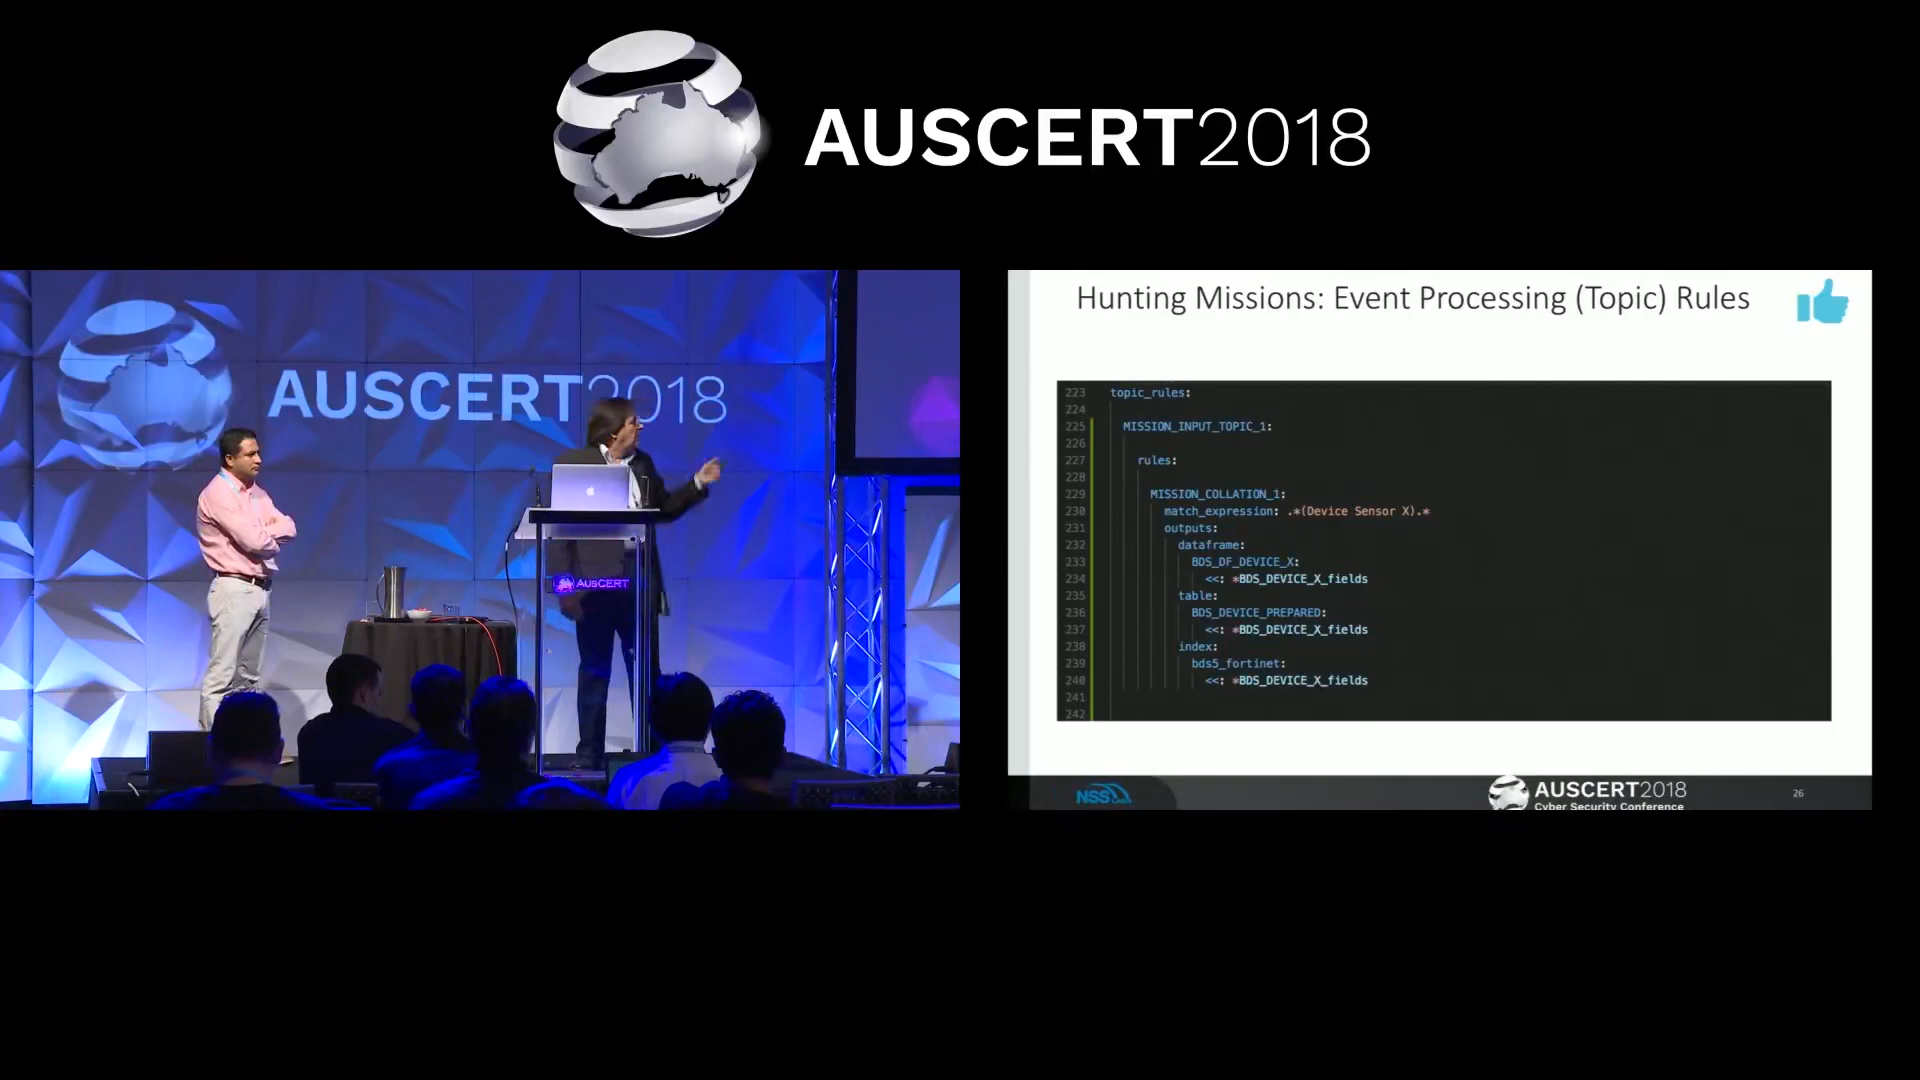 AUSCERT2018
AUSCERT2018
AUSCERT
Hunting Missions: Event Processing (Topic) Rules
223 topic_rules:
224
225 MISSION_INPUT_TOPIC_1:
226
227 rules:
228
229 MISSION_COLLATION_1:
230 match_expression: .*(Device Sensor X).*
231 outputs:
232 dataframe:
233 BDS_DF_DEVICE_X:
234 <<: *BDS_DEVICE_X_fields
235 table:
236 BDS_DEVICE_PREPARED:
237 <<: *BDS_DEVICE_X_fields
238 index:
239 bds5_fortinet:
240 <<: *BDS_DEVICE_X_fields
241
242
NSS LABS
AUSCERT2018
Cyber Security Conference
26